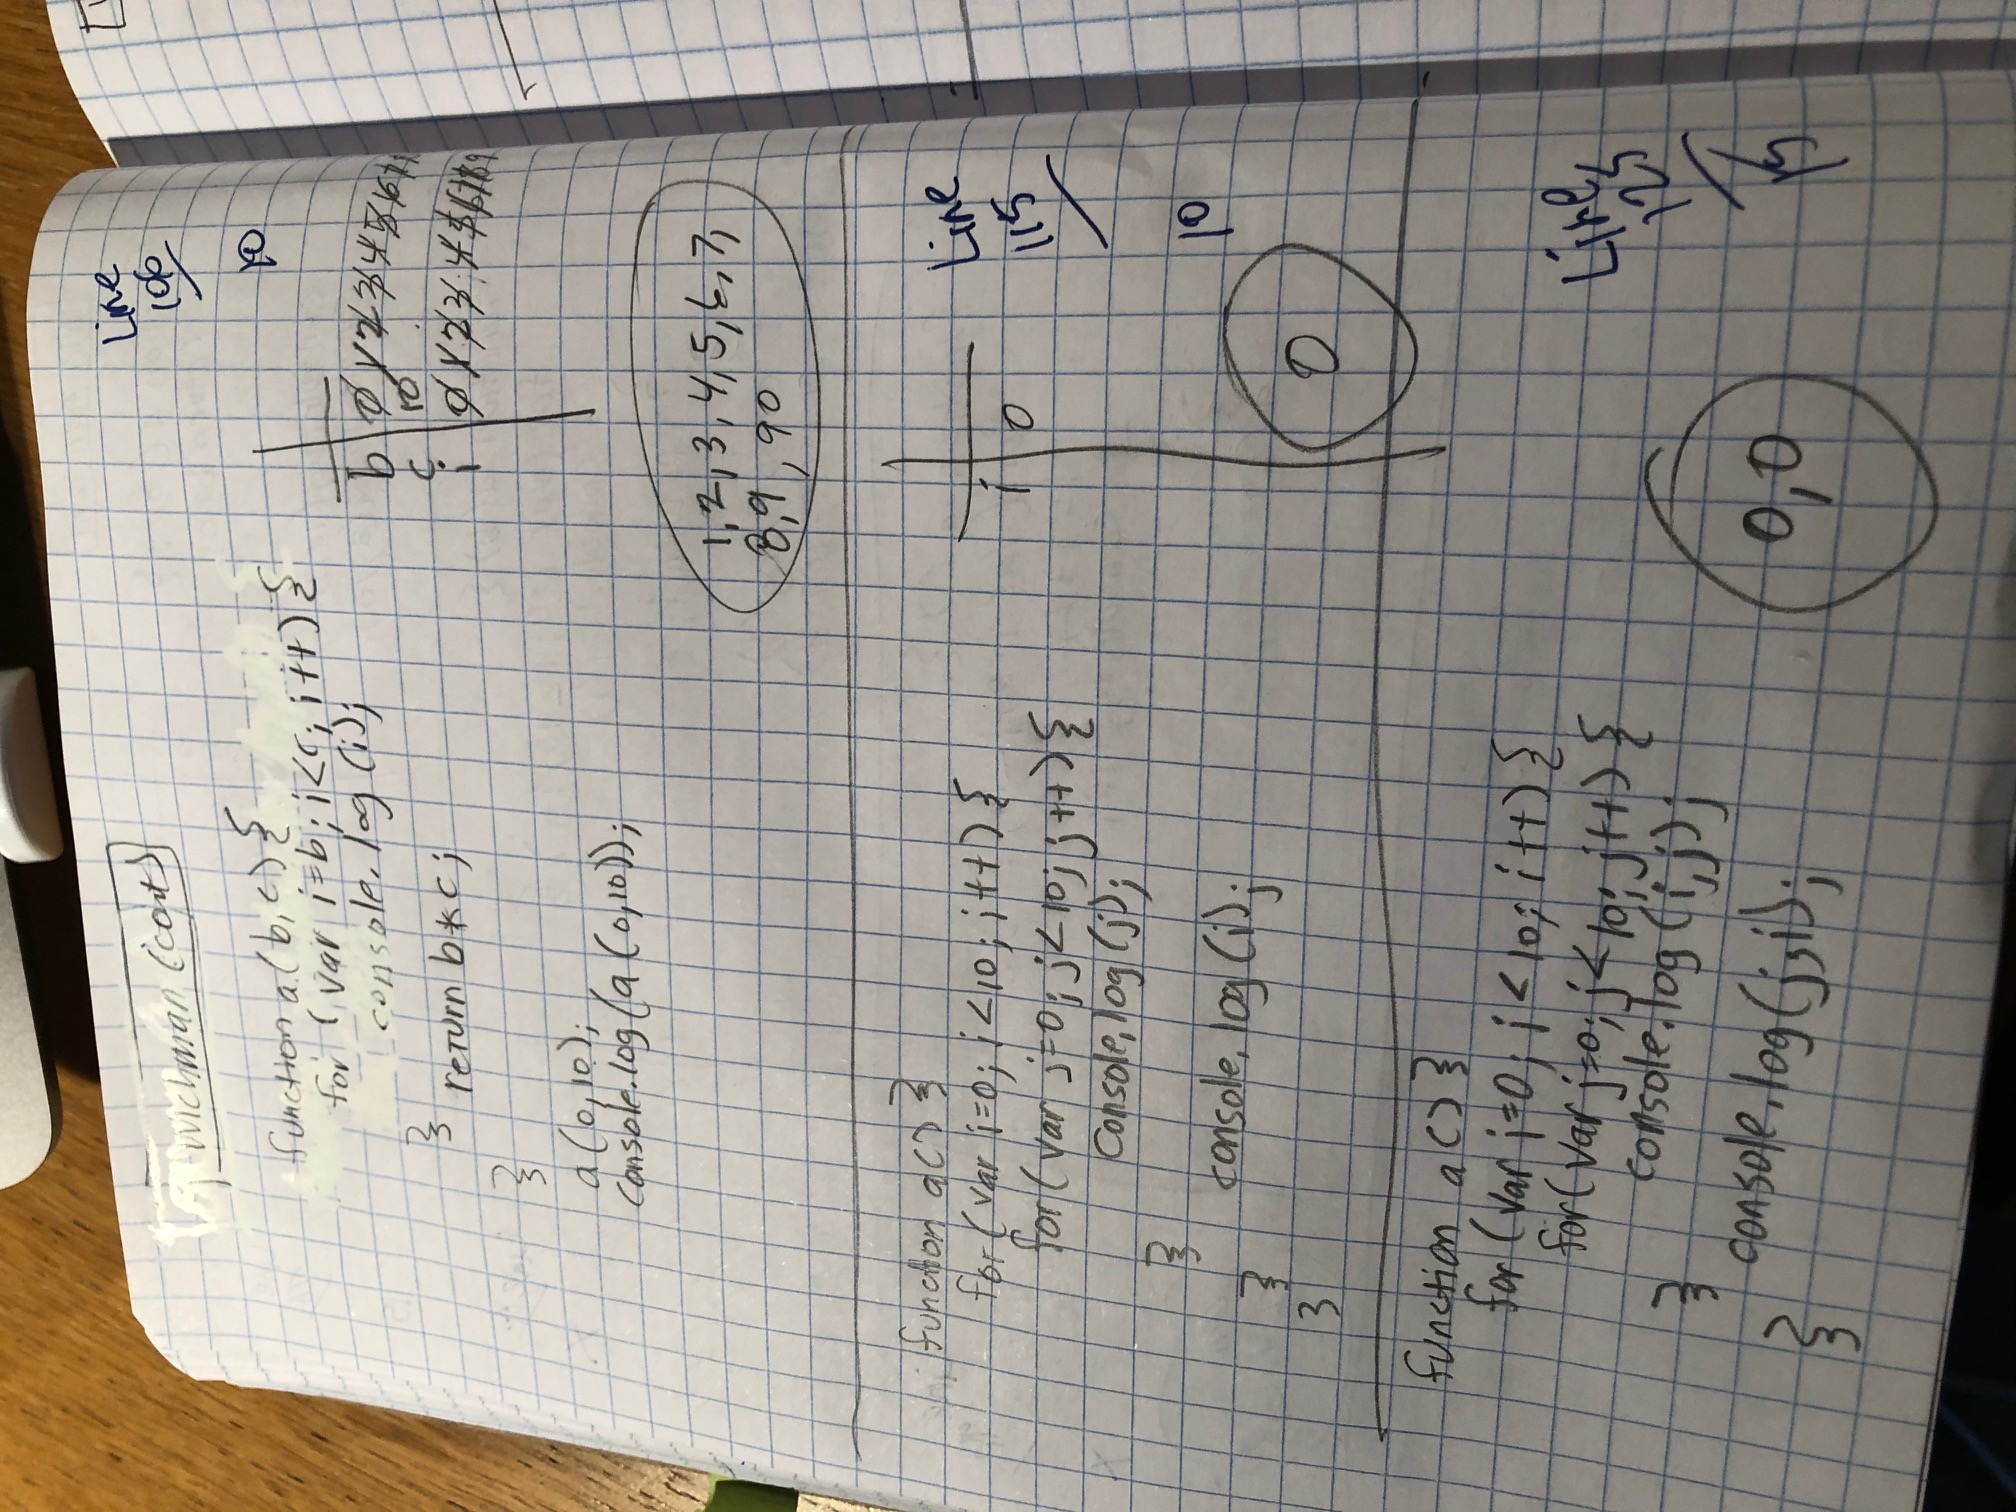 Wichman (cont)
Line
106
10
function a (b,c) {
for (var i=b; i<c; i++) {
console.log (i);
}
return b*c;
}
a (0,10);
console.log(a (0,10));
b 0 1 2 3 4 5 6 7
c 10
i 0 1 2 3 4 5 6 7 8 9
1,2,3,4,5,6,7,
8,9, 90
function a() }
for (var i=0; i<10; i++) {
for (var j=0; j<10; j++) {
console.log (j);
}
console.log (i);
}
}
i 0
Line
115
10
0
function a() }
for (var i=0; i<10; i++) {
for (var j=0; j<10; j++) {
console.log (i,j);
}
console.log(j,i);
}
Line
125
15
0,0